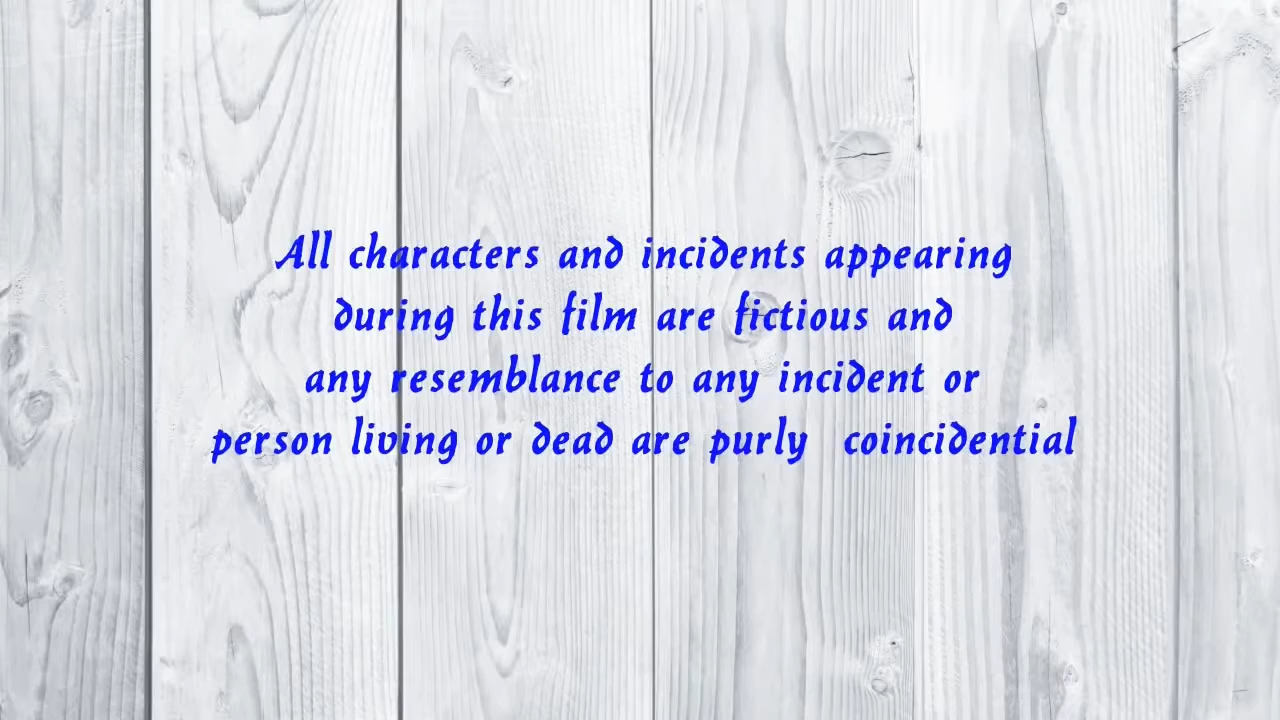 All characters and incidents appearing
during this film are fictious and
any resemblance to any incident or
person living or dead are purly coincidential